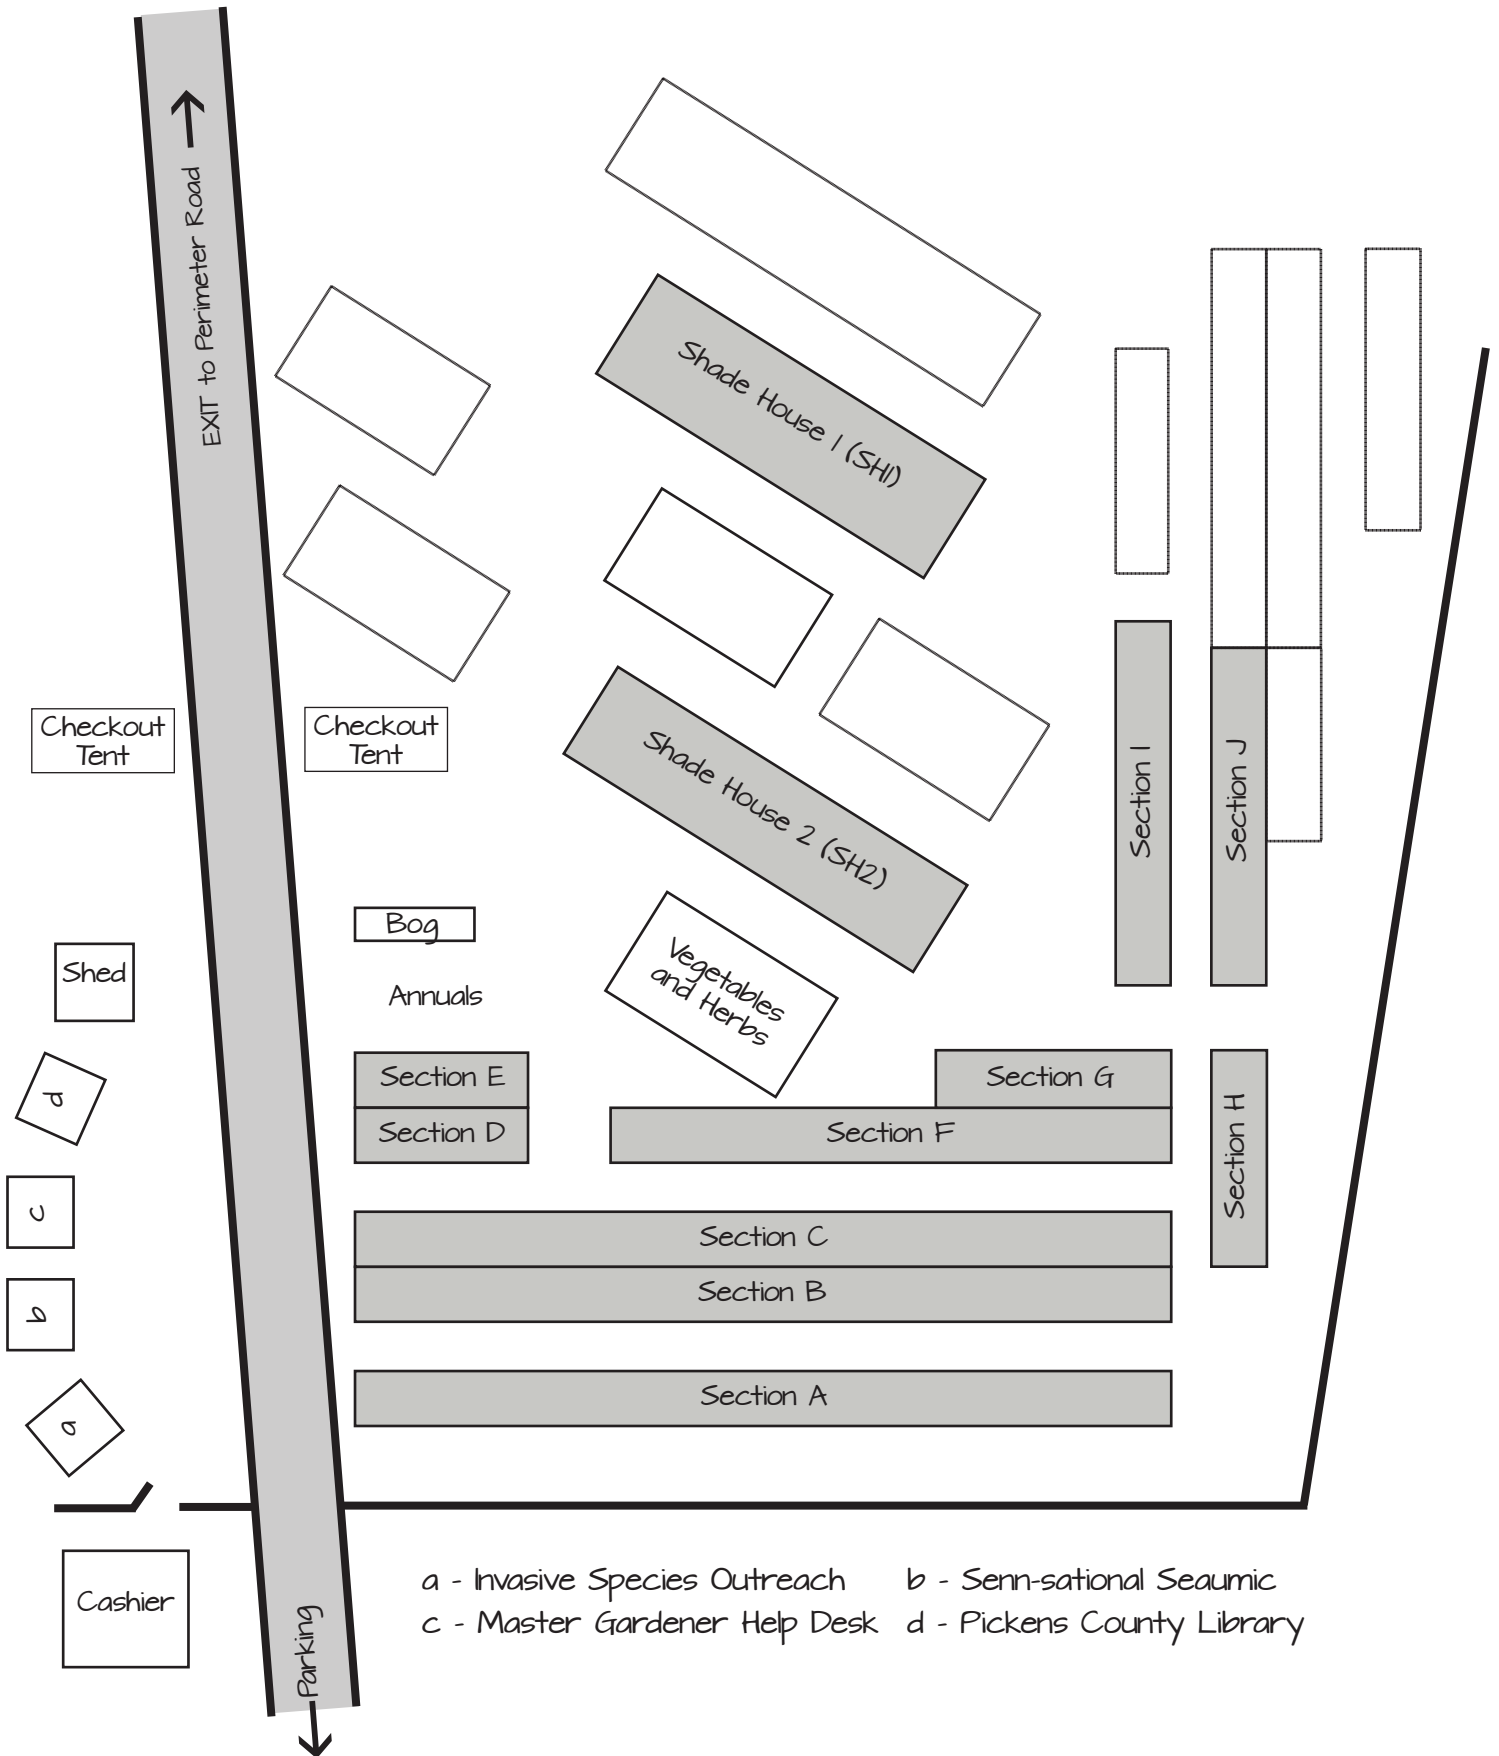 EXIT to Perimeter Road
Shade House 1 (SH1)
Checkout
Tent
Checkout
Tent
Shade House 2 (SH2)
Section I
Section J
Bog
Shed
Annuals
Vegetables
and Herbs
d
Section E
Section G
Section D
Section F
Section H
c
Section C
b
Section B
a
Section A
Cashier
Parking
a - Invasive Species Outreach
b - Senn-sational Seaumic
c - Master Gardener Help Desk
d - Pickens County Library